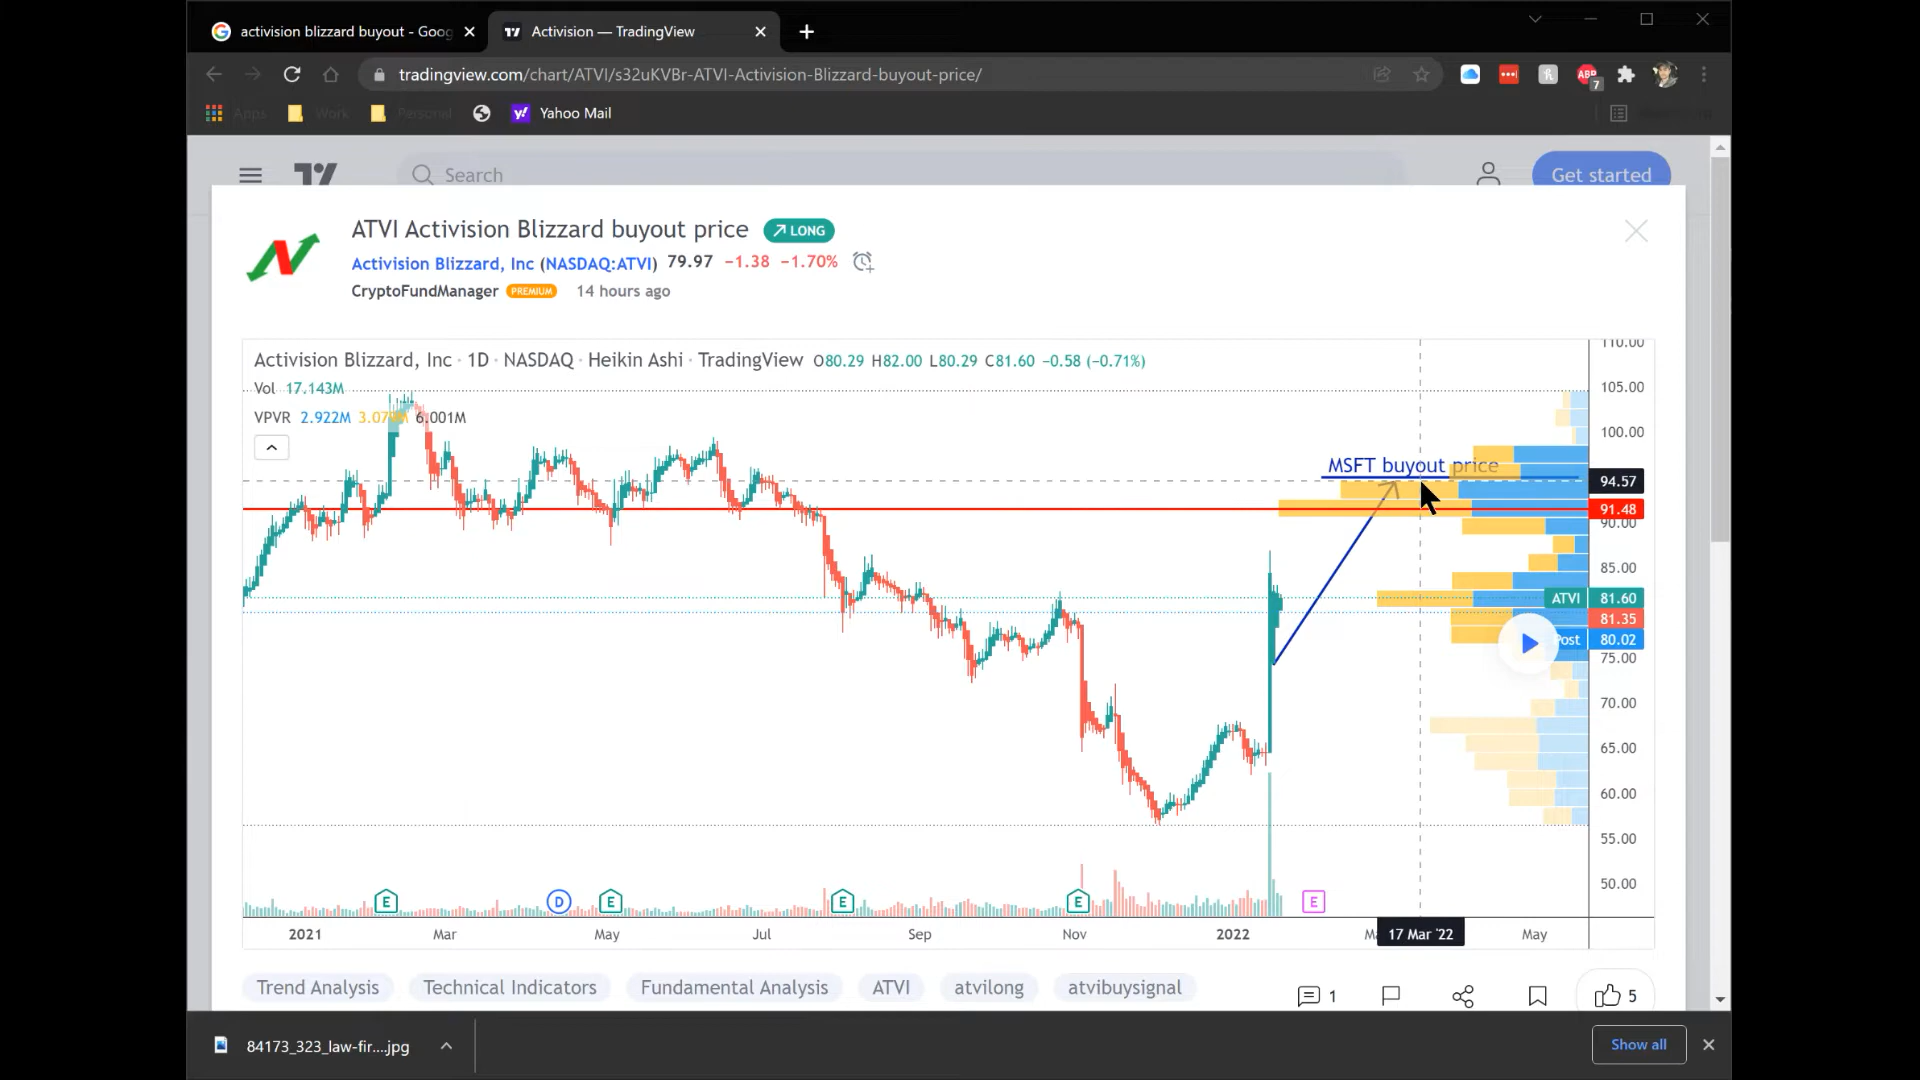 activision blizzard buyout - Goog
Activision — TradingView
tradingview.com/chart/ATVI/s32uKVBr-ATVI-Activision-Blizzard-buyout-price/
ABP
7
Apps
Work
Personal
Yahoo Mail
Search
Get started
ATVI Activision Blizzard buyout price
LONG
Activision Blizzard, Inc (NASDAQ:ATVI) 79.97 −1.38 −1.70%
CryptoFundManager PREMIUM 14 hours ago
Activision Blizzard, Inc · 1D · NASDAQ · Heikin Ashi · TradingView O80.29 H82.00 L80.29 C81.60 −0.58 (−0.71%)
Vol 17.143M
VPVR 2.922M 6.001M
MSFT buyout price
110.00
105.00
100.00
94.57
91.48
90.00
85.00
ATVI 81.60
81.35
Post 80.02
75.00
70.00
65.00
60.00
55.00
50.00
E
D
E
E
E
E
2021
Mar
May
Jul
Sep
Nov
2022
17 Mar '22
May
Trend Analysis
Technical Indicators
Fundamental Analysis
ATVI
atvilong
atvibuysignal
1
5
84173_323_law-fir....jpg
Show all